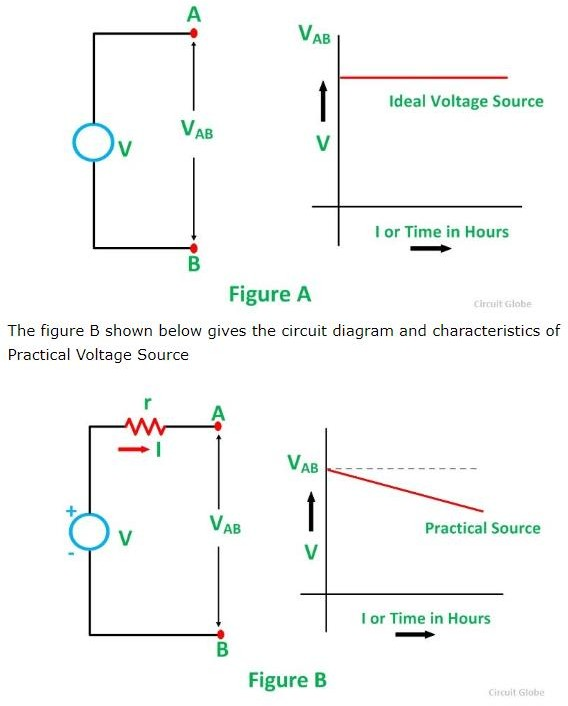 A
V
VAB
B
VAB
V
Ideal Voltage Source
I or Time in Hours
Figure A
Circuit Globe
The figure B shown below gives the circuit diagram and characteristics of
Practical Voltage Source
r
I
A
+
-
V
VAB
B
VAB
V
Practical Source
I or Time in Hours
Figure B
Circuit Globe